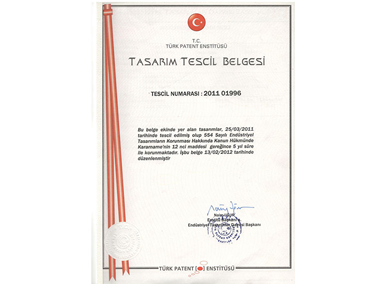 T.C.
TÜRK PATENT ENSTİTÜSÜ
TASARIM TESCİL BELGESİ
TESCİL NUMARASI : 2011 01996
Bu belge ekinde yer alan tasarımlar, 25/03/2011
tarihinde tescil edilmiş olup 554 Sayılı Endüstriyel
Tasarımların Korunması Hakkında Kanun Hükmünde
Kararname'nin 12 nci maddesi gereğince 5 yıl süre
ile korunmaktadır. İşbu belge 13/02/2012 tarihinde
düzenlenmiştir
Enstitü Başkanı a.
Endüstriyel Tasarımlar Dairesi Başkanı
TÜRK PATENT ENSTİTÜSÜ